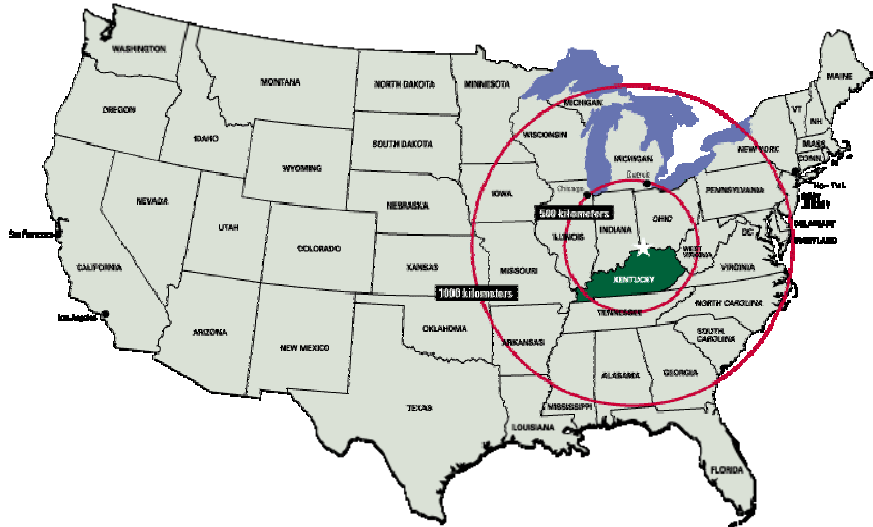 WASHINGTON
MONTANA
NORTH DAKOTA
MINNESOTA
MAINE
OREGON
IDAHO
SOUTH DAKOTA
WISCONSIN
MICHIGAN
VT
NH
MASS
CONN.
NEW YORK
WYOMING
IOWA
MICHIGAN
Detroit
Chicago
PENNSYLVANIA
NEVADA
UTAH
COLORADO
NEBRASKA
500 kilometers
ILLINOIS
INDIANA
OHIO
DC
DELAWARE
MARYLAND
San Francisco
CALIFORNIA
KANSAS
MISSOURI
WEST
VIRGINIA
VIRGINIA
KENTUCKY
1000 kilometers
Los Angeles
ARIZONA
NEW MEXICO
OKLAHOMA
ARKANSAS
TENNESSEE
NORTH CAROLINA
SOUTH
CAROLINA
TEXAS
LOUISIANA
MISSISSIPPI
ALABAMA
GEORGIA
FLORIDA